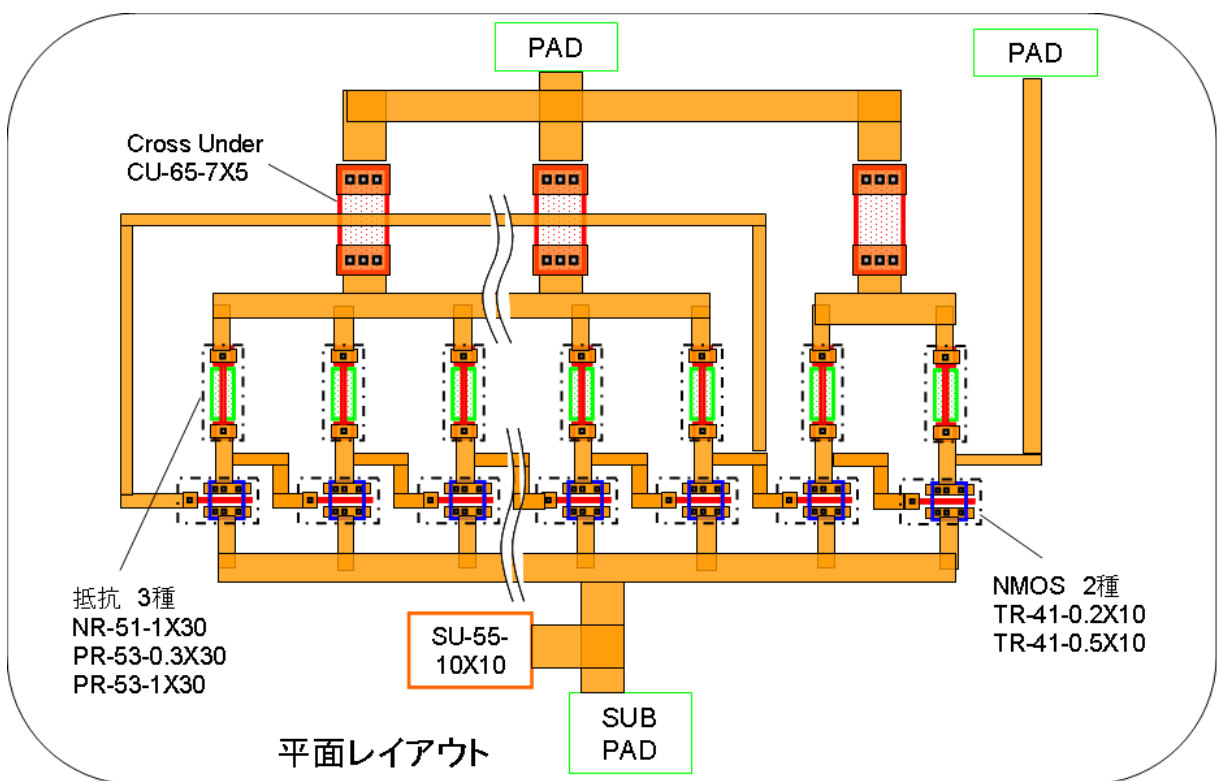 PAD
PAD
Cross Under
CU-65-7X5
抵抗 3種
NR-51-1X30
PR-53-0.3X30
PR-53-1X30
SU-55-
10X10
NMOS 2種
TR-41-0.2X10
TR-41-0.5X10
SUB
PAD
平面レイアウト